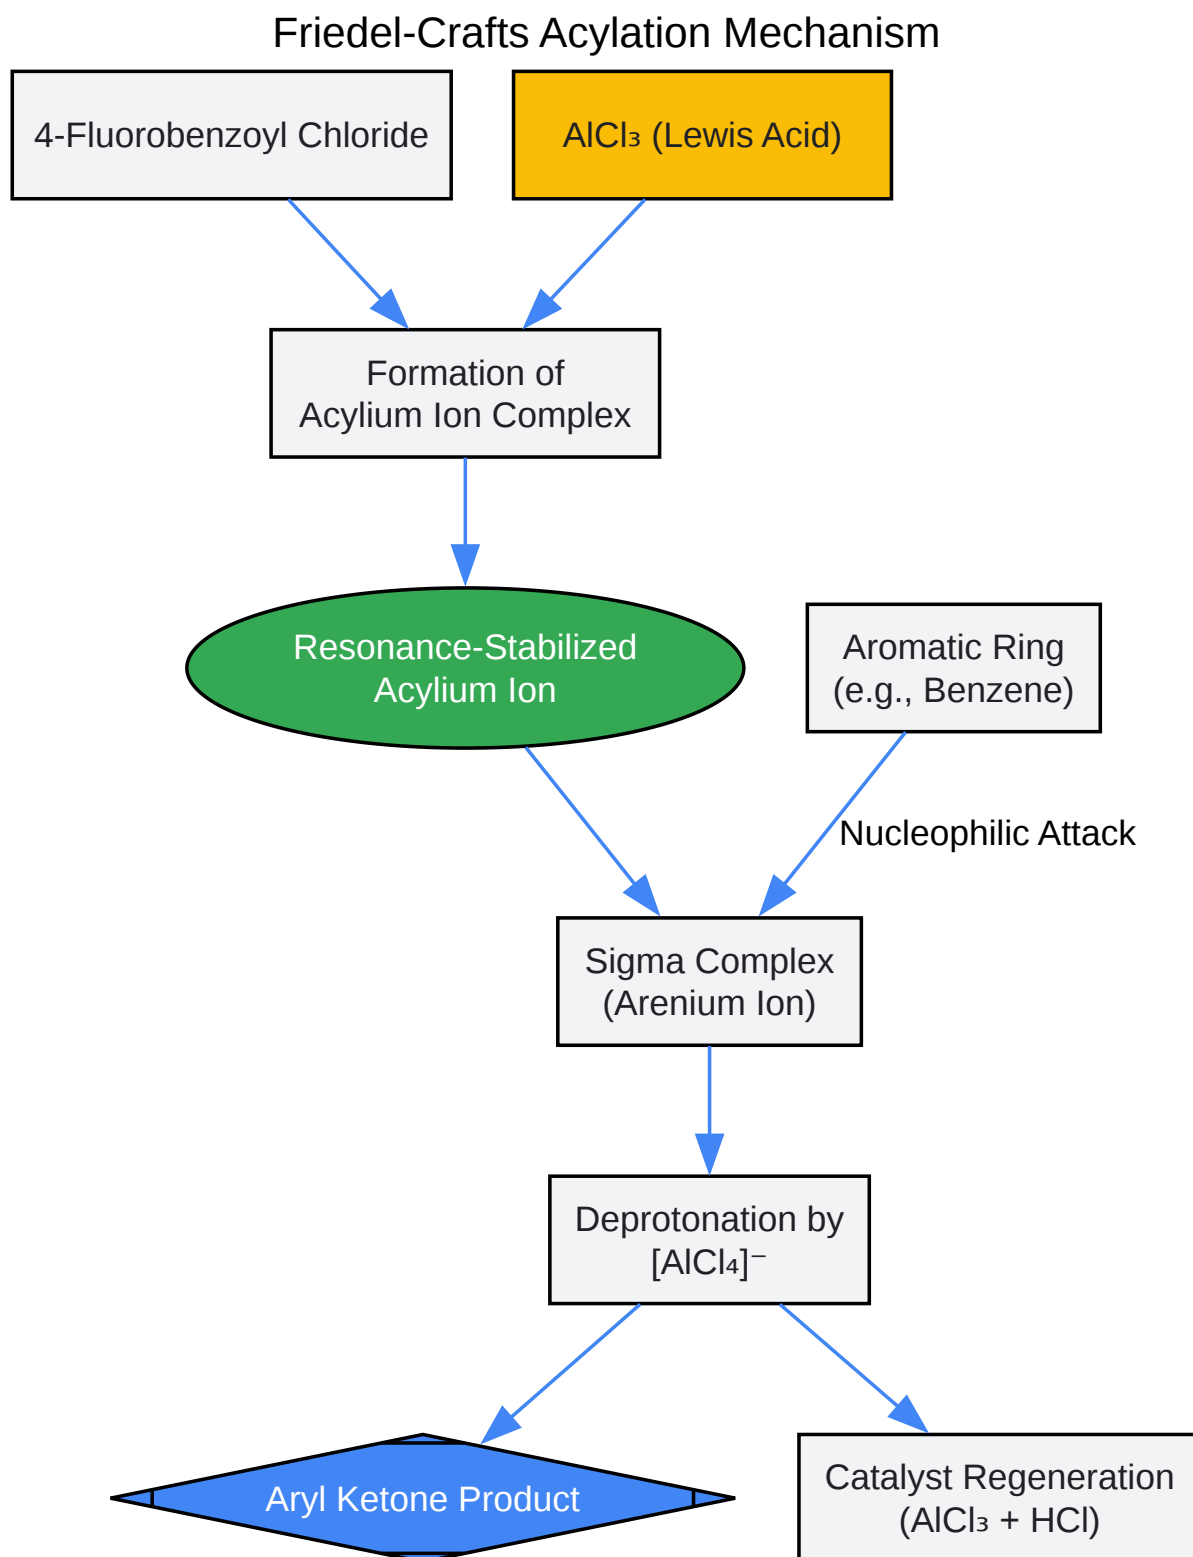 Friedel-Crafts Acylation Mechanism
4-Fluorobenzoyl Chloride
AlCl₃ (Lewis Acid)
Formation of
Acylium Ion Complex
Resonance-Stabilized
Acylium Ion
Aromatic Ring
(e.g., Benzene)
Nucleophilic Attack
Sigma Complex
(Arenium Ion)
Deprotonation by
[AlCl₄]⁻
Aryl Ketone Product
Catalyst Regeneration
(AlCl₃ + HCl)